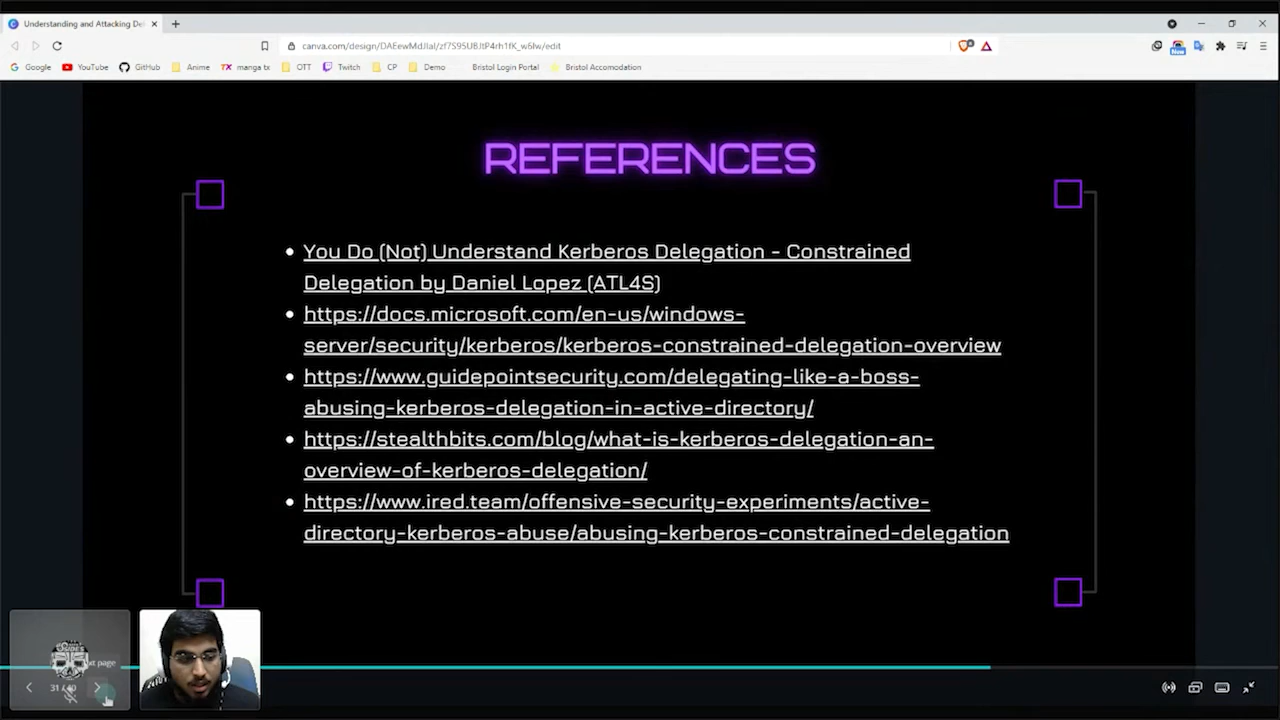 Understanding and Attacking Del
canva.com/design/
Google YouTube GitHub Anime manga tx OTT Twitch CP Demo Bristol Login Portal Bristol Accomodation
New
REFERENCES
You Do (Not) Understand Kerberos Delegation - Constrained
Delegation by Daniel Lopez (ATL4S)
https://docs.microsoft.com/en-us/windows-
server/security/kerberos/kerberos-constrained-delegation-overview
https://www.guidepointsecurity.com/delegating-like-a-boss-
abusing-kerberos-delegation-in-active-directory/
https://stealthbits.com/blog/what-is-kerberos-delegation-an-
overview-of-kerberos-delegation/
https://www.ired.team/offensive-security-experiments/active-
directory-kerberos-abuse/abusing-kerberos-constrained-delegation
page
31 /